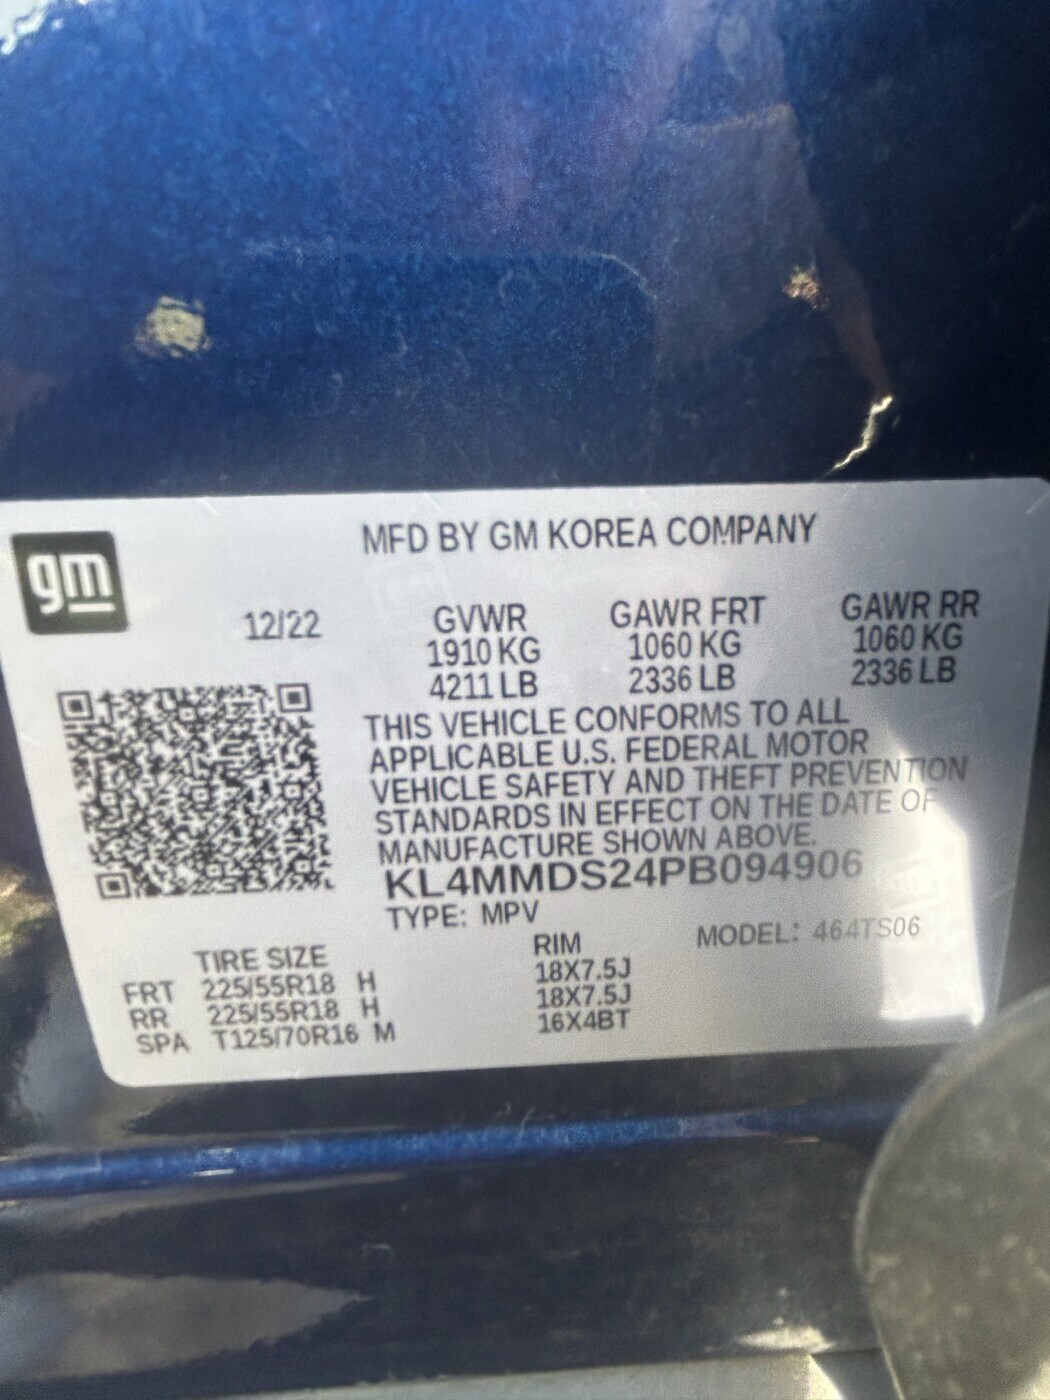 gm
MFD BY GM KOREA COMPANY
12/22 GVWR GAWR FRT GAWR RR
1910 KG 1060 KG 1060 KG
4211 LB 2336 LB 2336 LB
THIS VEHICLE CONFORMS TO ALL
APPLICABLE U.S. FEDERAL MOTOR
VEHICLE SAFETY AND THEFT PREVENTION
STANDARDS IN EFFECT ON THE DATE OF
MANUFACTURE SHOWN ABOVE.
KL4MMDS24PB094906
TYPE: MPV MODEL: 464TS06
TIRE SIZE RIM
FRT 225/55R18 H 18X7.5J
RR 225/55R18 H 18X7.5J
SPA T125/70R16 M 16X4BT